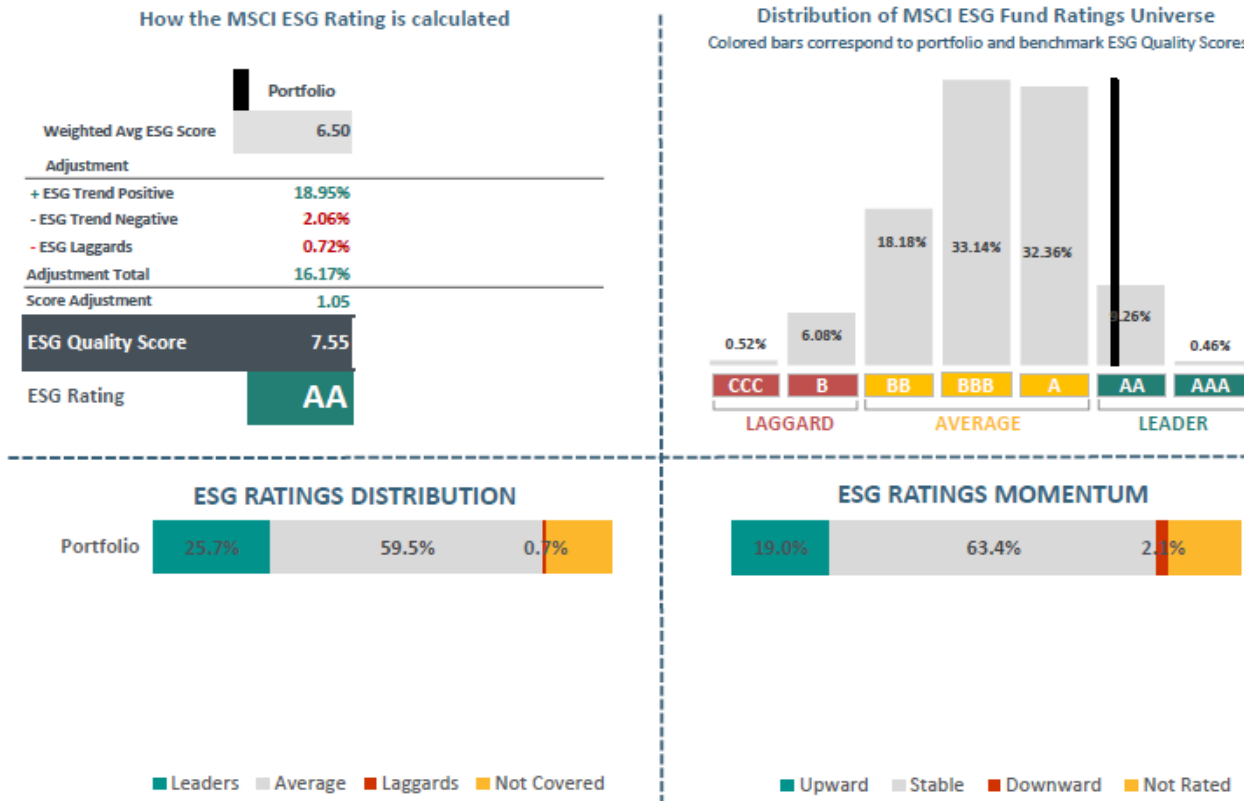 How the MSCI ESG Rating is calculated
Portfolio
Weighted Avg ESG Score 6.50
Adjustment
+ ESG Trend Positive 18.95%
- ESG Trend Negative 2.06%
- ESG Laggards 0.72%
Adjustment Total 16.17%
Score Adjustment 1.05
ESG Quality Score 7.55
ESG Rating AA
Distribution of MSCI ESG Fund Ratings Universe
Colored bars correspond to portfolio and benchmark ESG Quality Scores
0.52% 6.08% 18.18% 33.14% 32.36% 9.26% 0.46%
CCC B BB BBB A AA AAA
LAGGARD AVERAGE LEADER
ESG RATINGS DISTRIBUTION
Portfolio 25.7% 59.5% 0.7%
Leaders Average Laggards Not Covered
ESG RATINGS MOMENTUM
19.0% 63.4% 2.1%
Upward Stable Downward Not Rated